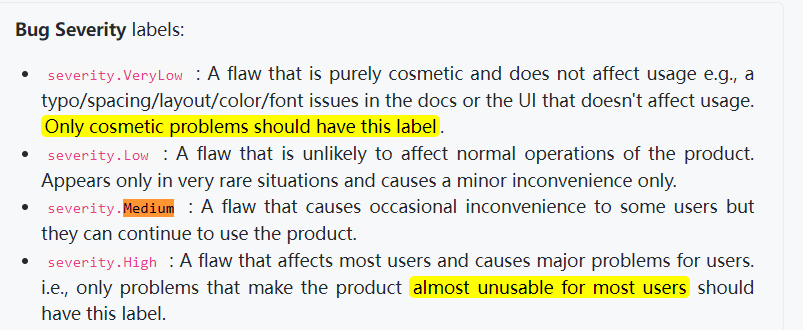 Bug Severity labels:
severity.VeryLow : A flaw that is purely cosmetic and does not affect usage e.g., a
typo/spacing/layout/color/font issues in the docs or the UI that doesn't affect usage.
Only cosmetic problems should have this label.
severity.Low : A flaw that is unlikely to affect normal operations of the product.
Appears only in very rare situations and causes a minor inconvenience only.
severity.Medium : A flaw that causes occasional inconvenience to some users but
they can continue to use the product.
severity.High : A flaw that affects most users and causes major problems for users.
i.e., only problems that make the product almost unusable for most users should
have this label.